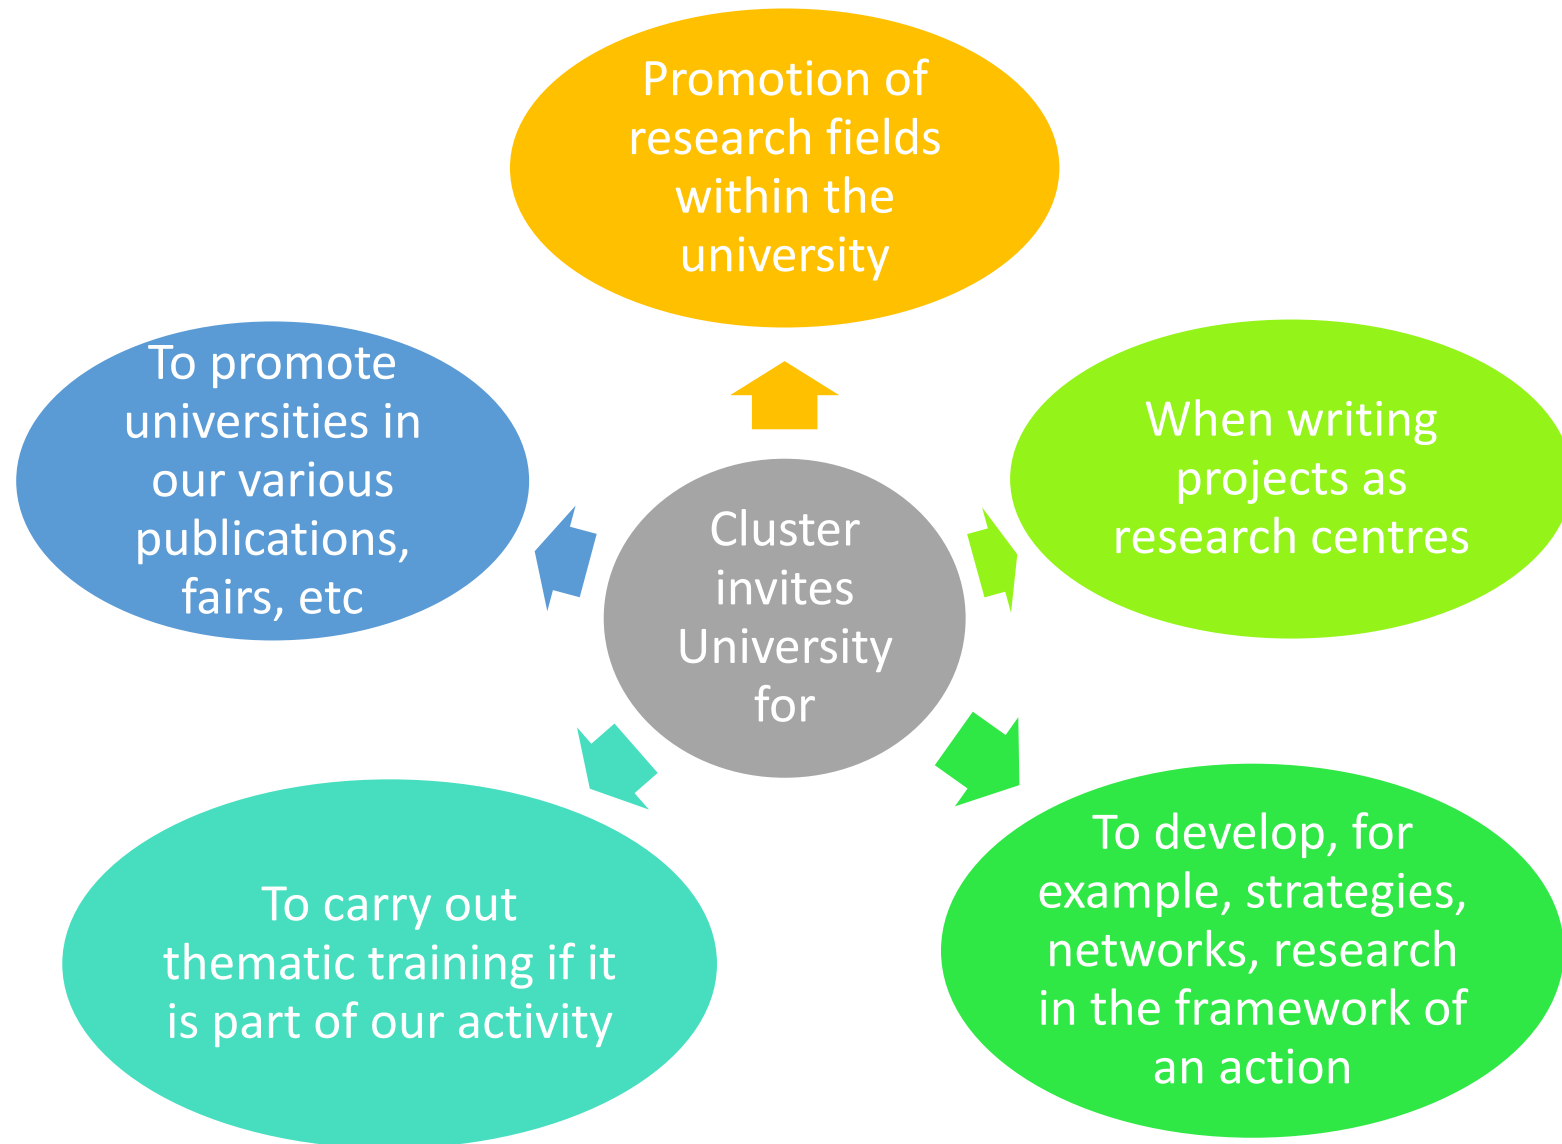 Promotion of
research fields
within the
university
To promote
universities in
our various
publications,
fairs, etc
When writing
projects as
research centres
Cluster
invites
University
for
To carry out
thematic training if it
is part of our activity
To develop, for
example, strategies,
networks, research
in the framework of
an action